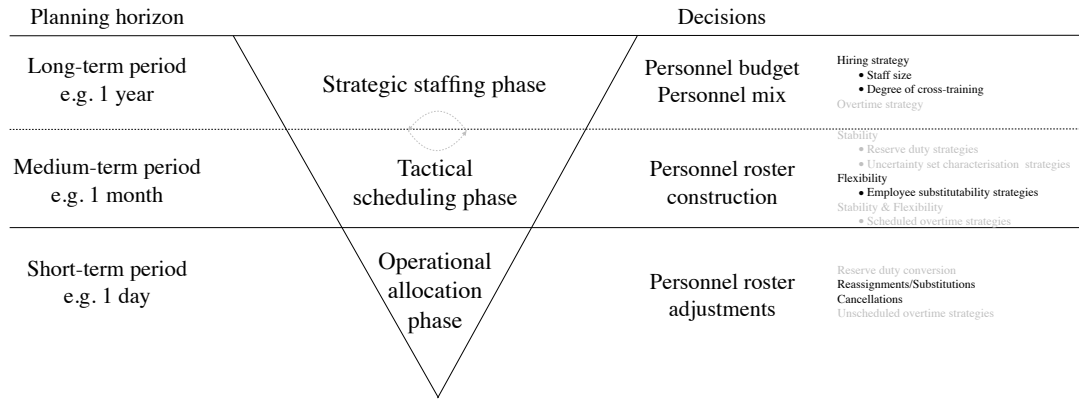 Planning horizon
Decisions
Long-term period
e.g. 1 year
Strategic staffing phase
Personnel budget
Personnel mix
Hiring strategy
• Staff size
• Degree of cross-training
Overtime strategy
Medium-term period
e.g. 1 month
Tactical
scheduling phase
Personnel roster
construction
Stability
• Reserve duty strategies
• Uncertainty set characterisation strategies
Flexibility
• Employee substitutability strategies
Stability & Flexibility
• Scheduled overtime strategies
Short-term period
e.g. 1 day
Operational
allocation
phase
Personnel roster
adjustments
Reserve duty conversion
Reassignments/Substitutions
Cancellations
Unscheduled overtime strategies